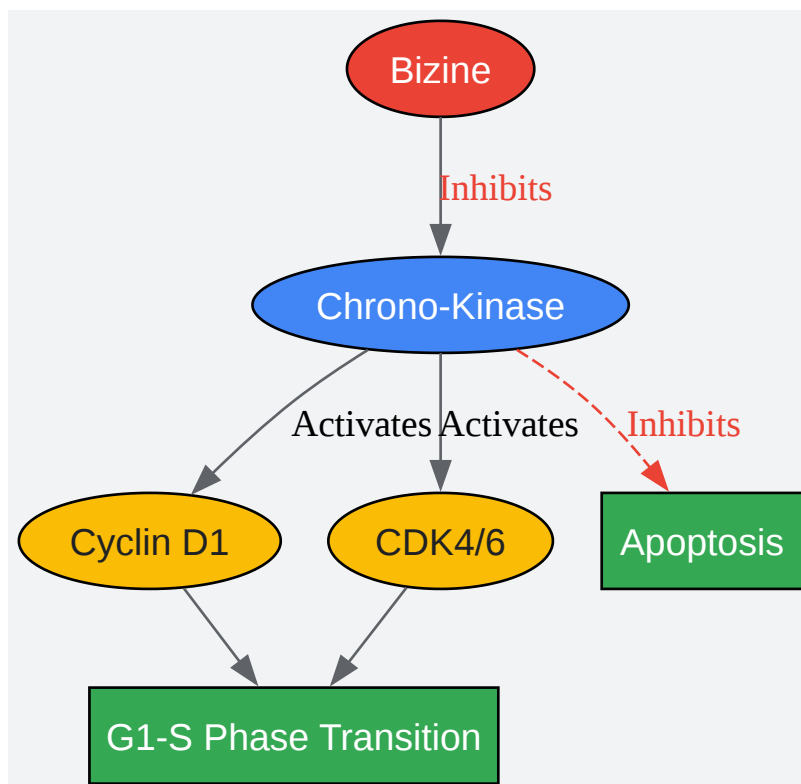 Bizine
Inhibits
Chrono-Kinase
Activates Activates Inhibits
Cyclin D1 CDK4/6 Apoptosis
G1-S Phase Transition